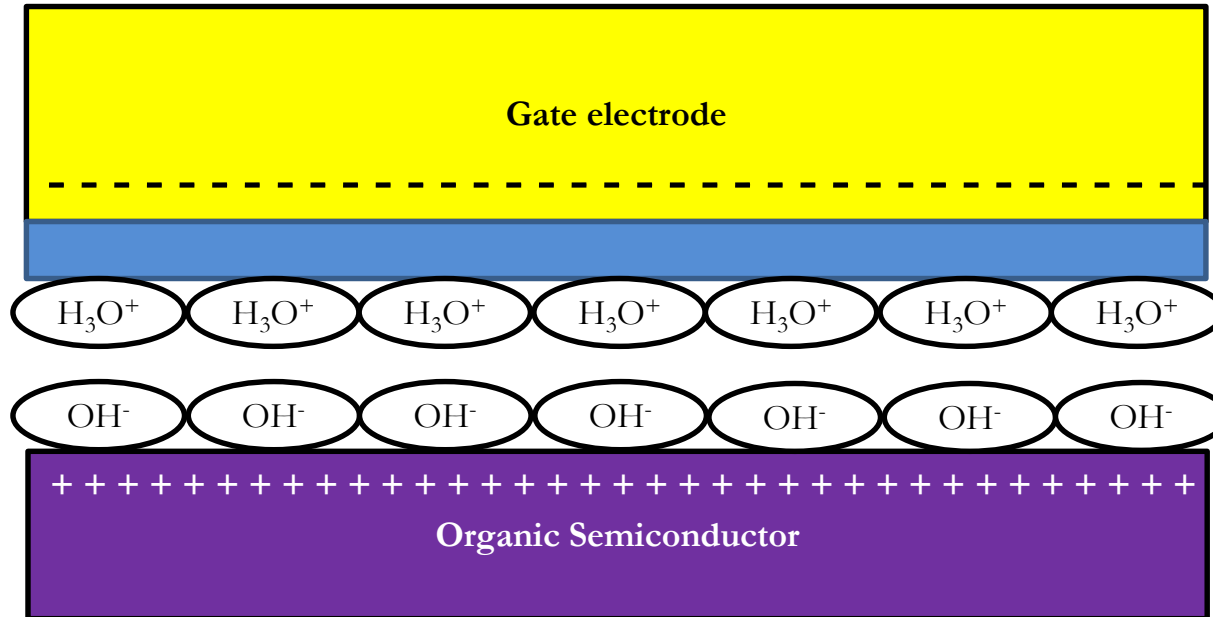 Gate electrode
- - - - - - - - - - - - - - - - - - - - - - - - - - - - - - - - - - - -
H₃O⁺ H₃O⁺ H₃O⁺ H₃O⁺ H₃O⁺ H₃O⁺ H₃O⁺
OH⁻ OH⁻ OH⁻ OH⁻ OH⁻ OH⁻ OH⁻
+ + + + + + + + + + + + + + + + + + + + + + + + + + + + + + + + + + +
Organic Semiconductor